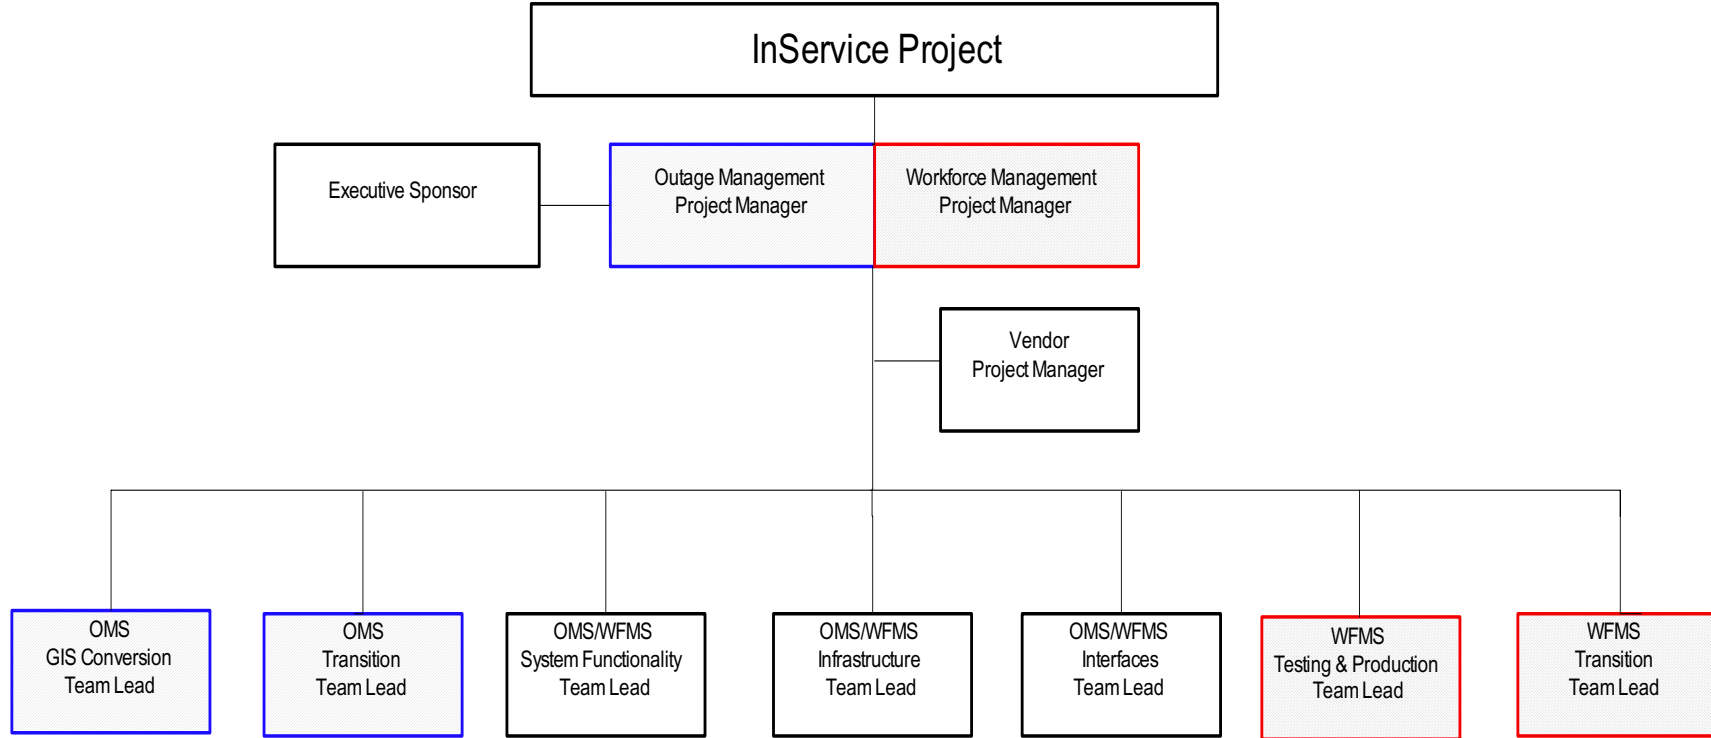 InService Project
Executive Sponsor
Outage Management
Project Manager
Workforce Management
Project Manager
Vendor
Project Manager
OMS
GIS Conversion
Team Lead
OMS
Transition
Team Lead
OMS/WFMS
System Functionality
Team Lead
OMS/WFMS
Infrastructure
Team Lead
OMS/WFMS
Interfaces
Team Lead
WFMS
Testing & Production
Team Lead
WFMS
Transition
Team Lead